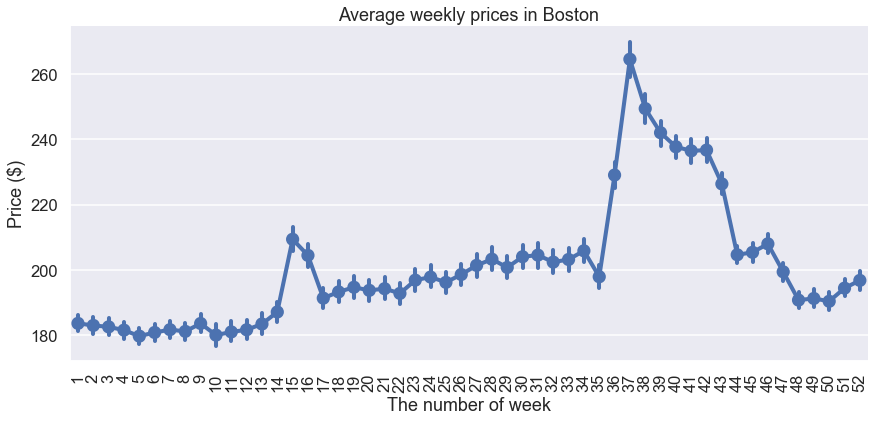 Average weekly prices in Boston
Price ($)
260
240
220
200
180
1 2 3 4 5 6 7 8 9 10 11 12 13 14 15 16 17 18 19 20 21 22 23 24 25 26 27 28 29 30 31 32 33 34 35 36 37 38 39 40 41 42 43 44 45 46 47 48 49 50 51 52
The number of week